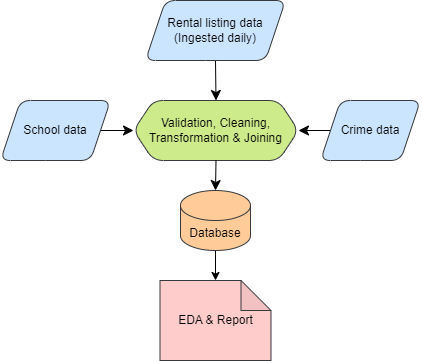 Rental listing data
(Ingested daily)
School data
Validation, Cleaning,
Transformation & Joining
Crime data
Database
EDA & Report